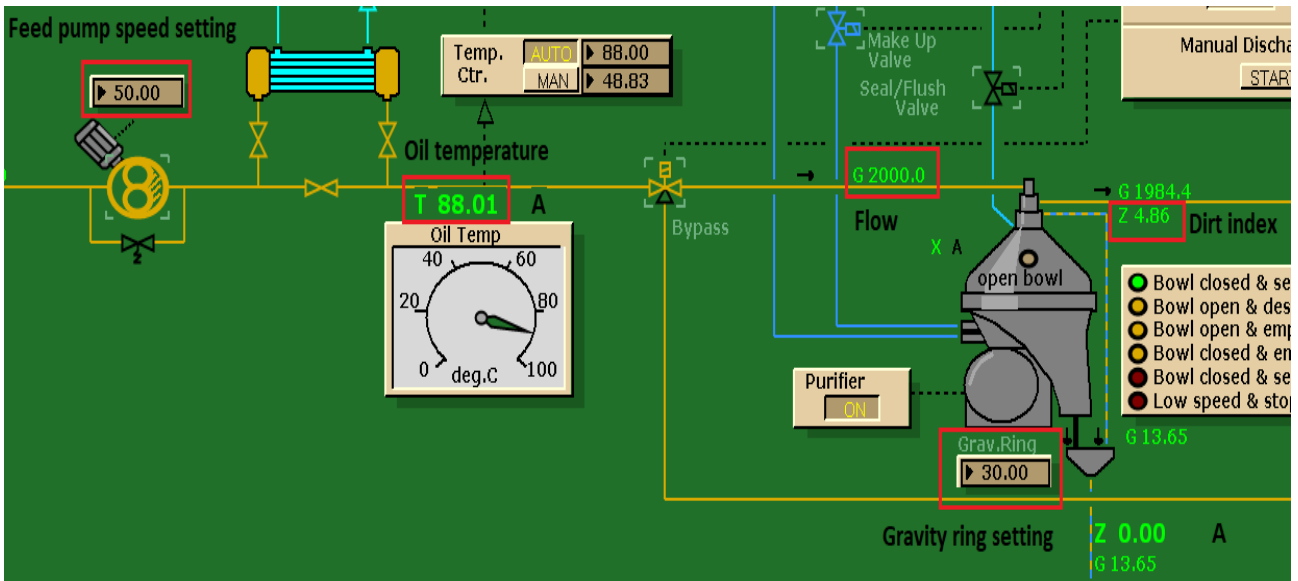 Feed pump speed setting
50.00
Temp. Ctr.
AUTO 88.00
MAN 48.83
Make Up
Valve
Seal/Flush
Valve
Manual Discha
START
Oil temperature
T 88.01 A
Oil Temp
0 20 40 60 80 100
deg.C
Bypass
G 2000.0
Flow
G 1984.4
Z 4.86
Dirt index
X A
open bowl
Bowl closed & se
Bowl open & des
Bowl open & emp
Bowl closed & en
Bowl closed & se
Low speed & stop
Purifier
ON
G 13.65
Grav.Ring
30.00
Gravity ring setting
Z 0.00 A
G 13.65
z